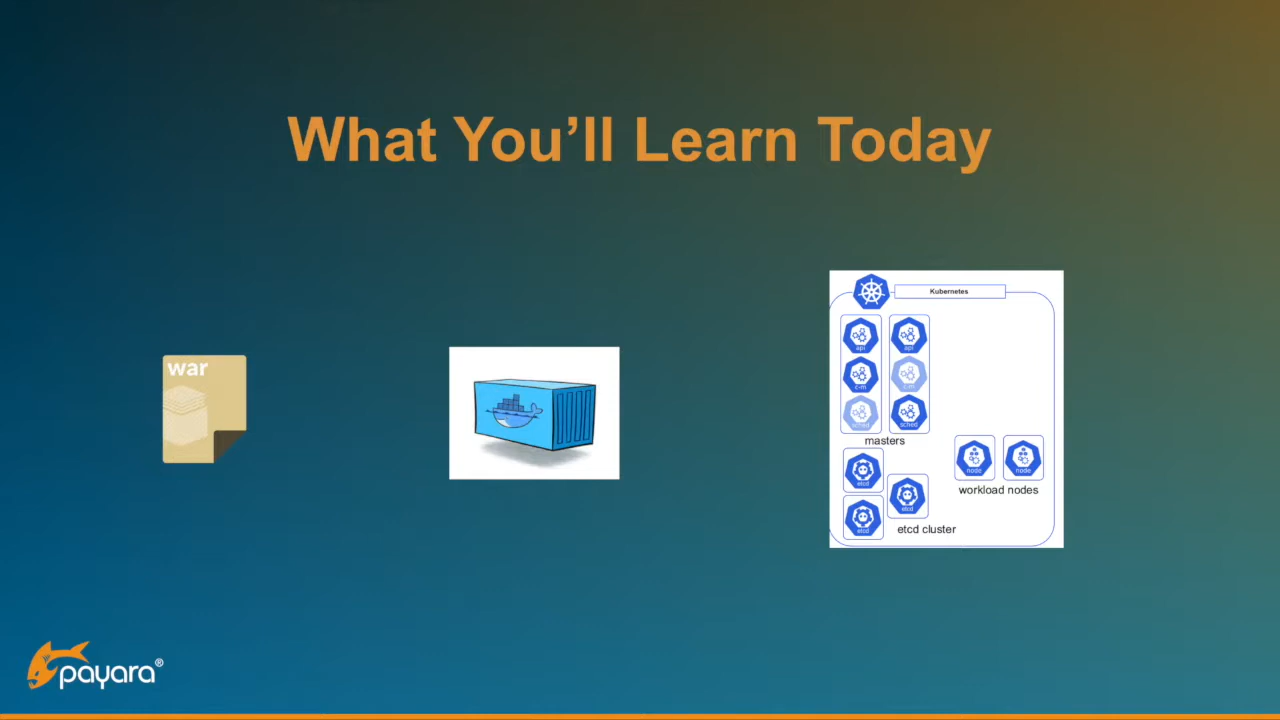 What You’ll Learn Today
war
Kubernetes
api
api
c-m
c-m
sched
sched
masters
etcd
etcd
etcd
etcd cluster
node
node
workload nodes
payara®